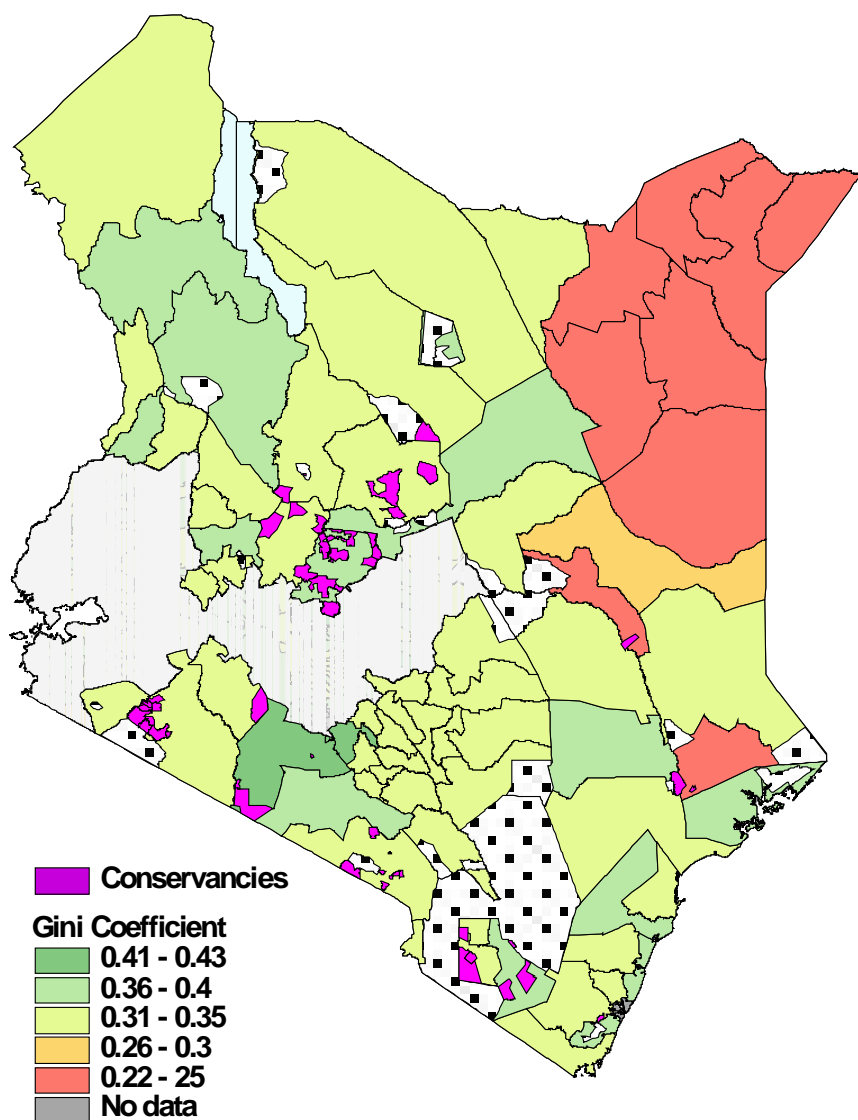 Conservancies
Gini Coefficient
0.41 - 0.43
0.36 - 0.4
0.31 - 0.35
0.26 - 0.3
0.22 - 25
No data